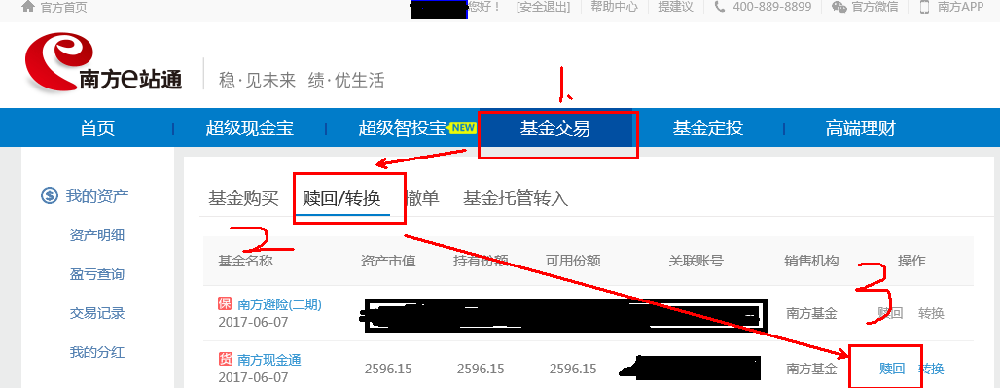 官方首页 您好！ [安全退出] 帮助中心 提建议 400-889-8899 官方微信 南方APP
南方e站通 稳·见未来 绩·优生活
1、
首页 超级现金宝 超级智投宝 NEW 基金交易 基金定投 高端理财
我的资产
资产明细
盈亏查询
交易记录
我的分红
基金购买 赎回/转换 撤单 基金托管转入
2
基金名称 资产市值 持有份额 可用份额 关联账号 销售机构 操作
3
保 南方避险(二期) 南方基金 赎回 转换
2017-06-07
货 南方现金通 2596.15 2596.15 2596.15 南方基金 赎回 转换
2017-06-07